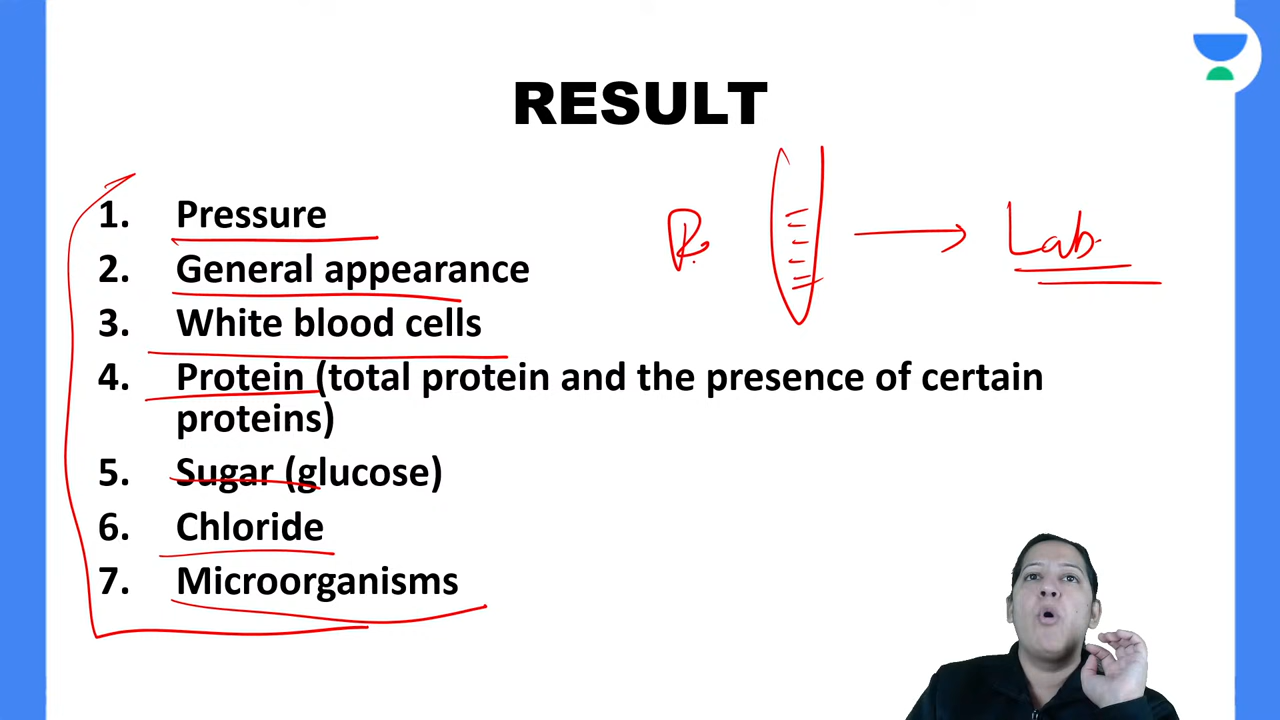 RESULT
1. Pressure
2. General appearance
3. White blood cells
4. Protein (total protein and the presence of certain
proteins)
5. Sugar (glucose)
6. Chloride
7. Microorganisms
Lab